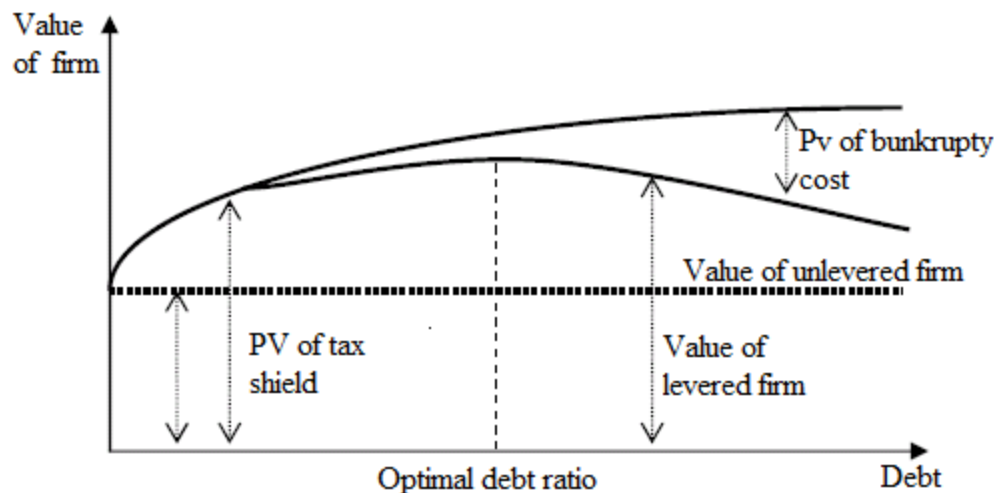 Value
of firm
Pv of bunkrupty
cost
Value of unlevered firm
PV of tax
shield
Value of
levered firm
Optimal debt ratio
Debt